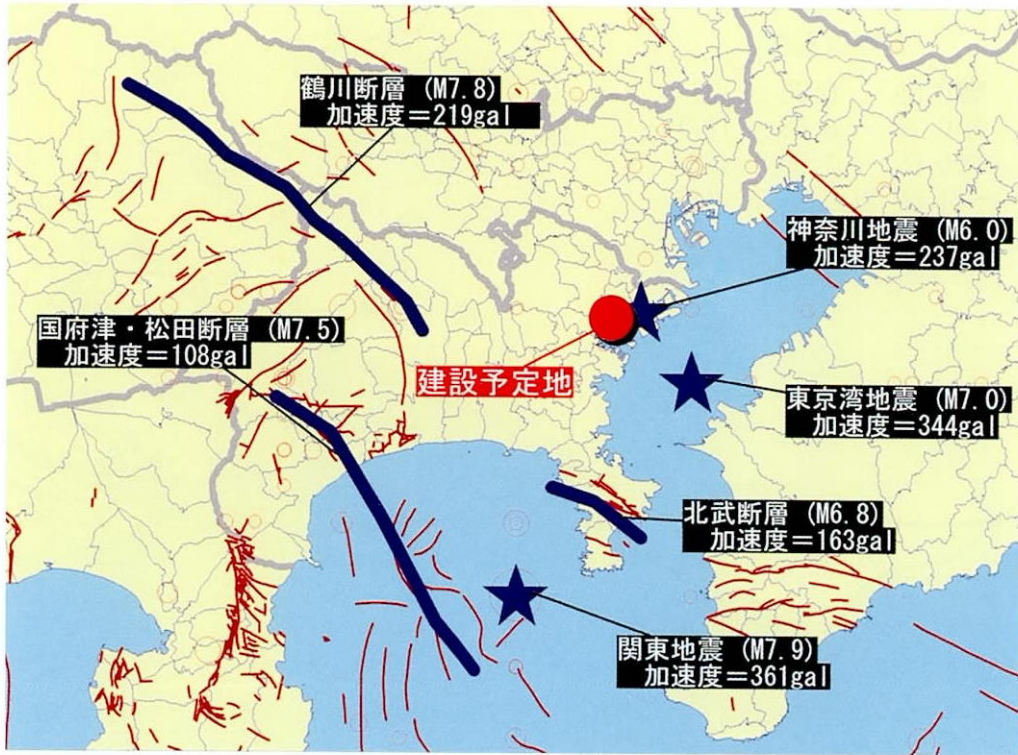 鶴川断層 (M7.8)
加速度=219gal
神奈川地震 (M6.0)
加速度=237gal
国府津・松田断層 (M7.5)
加速度=108gal
建設予定地
東京湾地震 (M7.0)
加速度=344gal
北武断層 (M6.8)
加速度=163gal
関東地震 (M7.9)
加速度=361gal